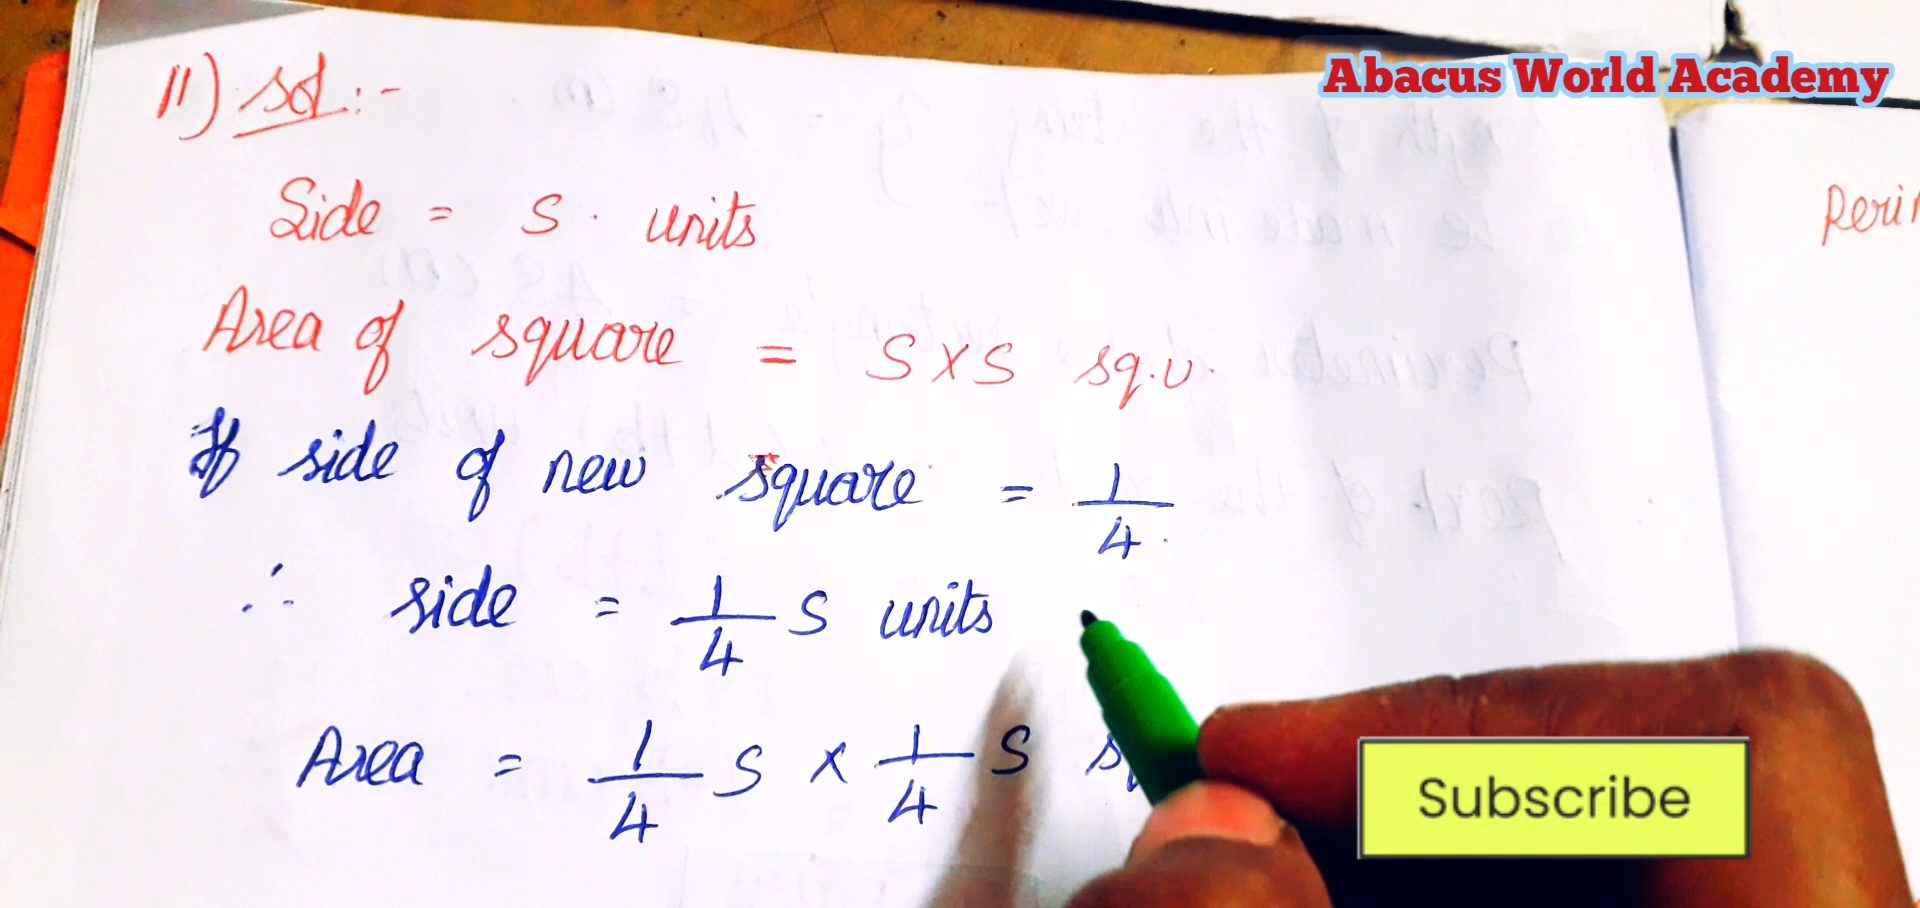 Abacus World Academy
11) Sol :-
Side = S. units
Area of square = S x S sq.u.
If side of new square = 1/4
∴ side = 1/4 S units
Area = 1/4 S x 1/4 S
Subscribe